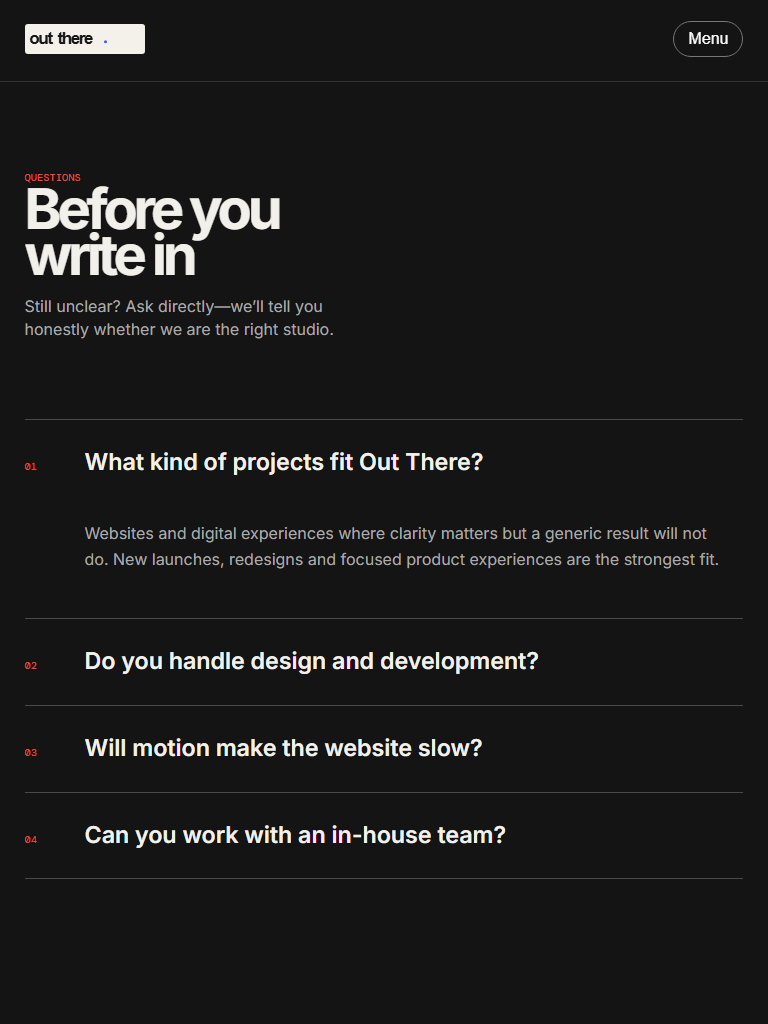 out there .
Menu
QUESTIONS
Before you
write in
Still unclear? Ask directly—we’ll tell you
honestly whether we are the right studio.
01
What kind of projects fit Out There?
Websites and digital experiences where clarity matters but a generic result will not
do. New launches, redesigns and focused product experiences are the strongest fit.
02
Do you handle design and development?
03
Will motion make the website slow?
04
Can you work with an in-house team?